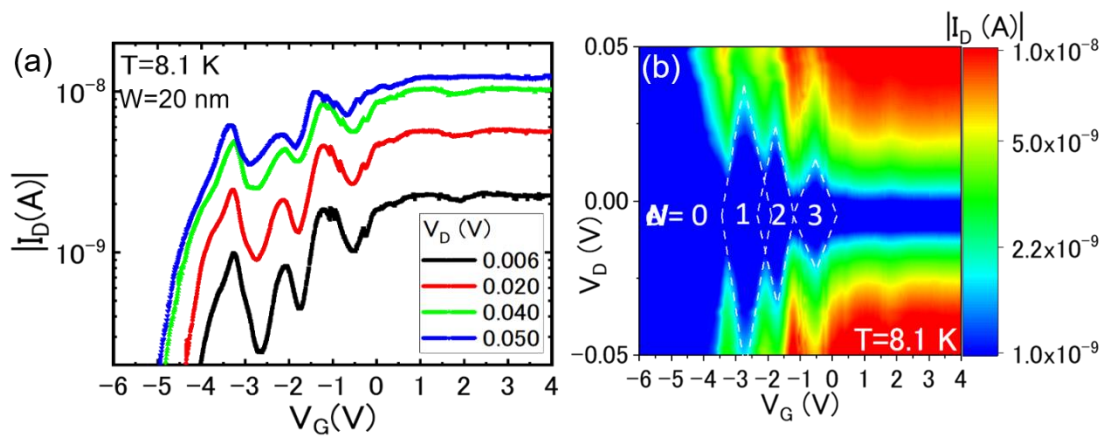 (a)
T=8.1 K
W=20 nm
|I_D(A)|
10⁻⁸
10⁻⁹
V_D (V)
0.006
0.020
0.040
0.050
-6 -5 -4 -3 -2 -1 0 1 2 3 4
V_G(V)
(b)
|I_D (A)|
V_D (V)
0.05
0.00
-0.05
= 0
1
2
3
T=8.1 K
-6 -5 -4 -3 -2 -1 0 1 2 3 4
V_G(V)
1.0x10⁻⁸
5.0x10⁻⁹
2.2x10⁻⁹
1.0x10⁻⁹